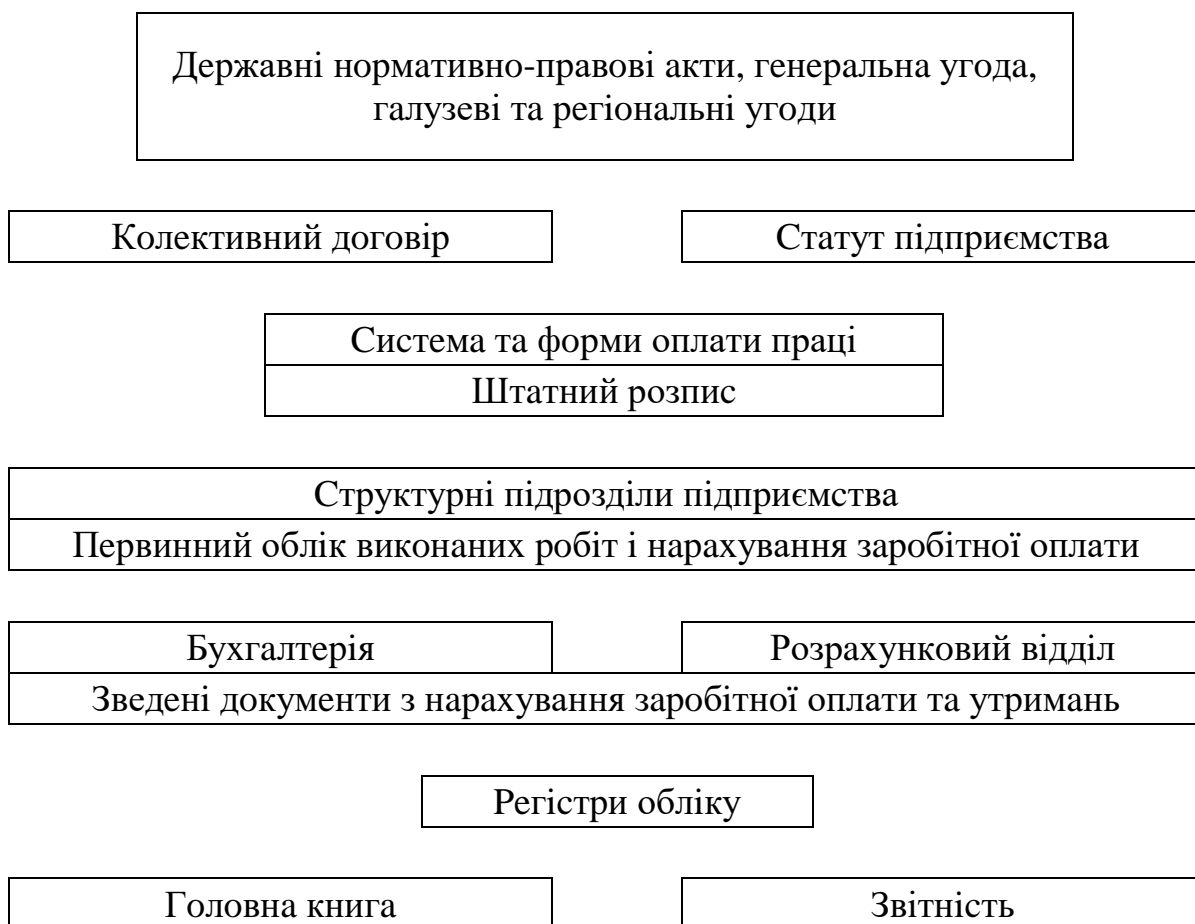 Державні нормативно-правові акти, генеральна угода,
галузеві та регіональні угоди
Колективний договір
Статут підприємства
Система та форми оплати праці
Штатний розпис
Структурні підрозділи підприємства
Первинний облік виконаних робіт і нарахування заробітної оплати
Бухгалтерія
Розрахунковий відділ
Зведені документи з нарахування заробітної оплати та утримань
Регістри обліку
Головна книга
Звітність